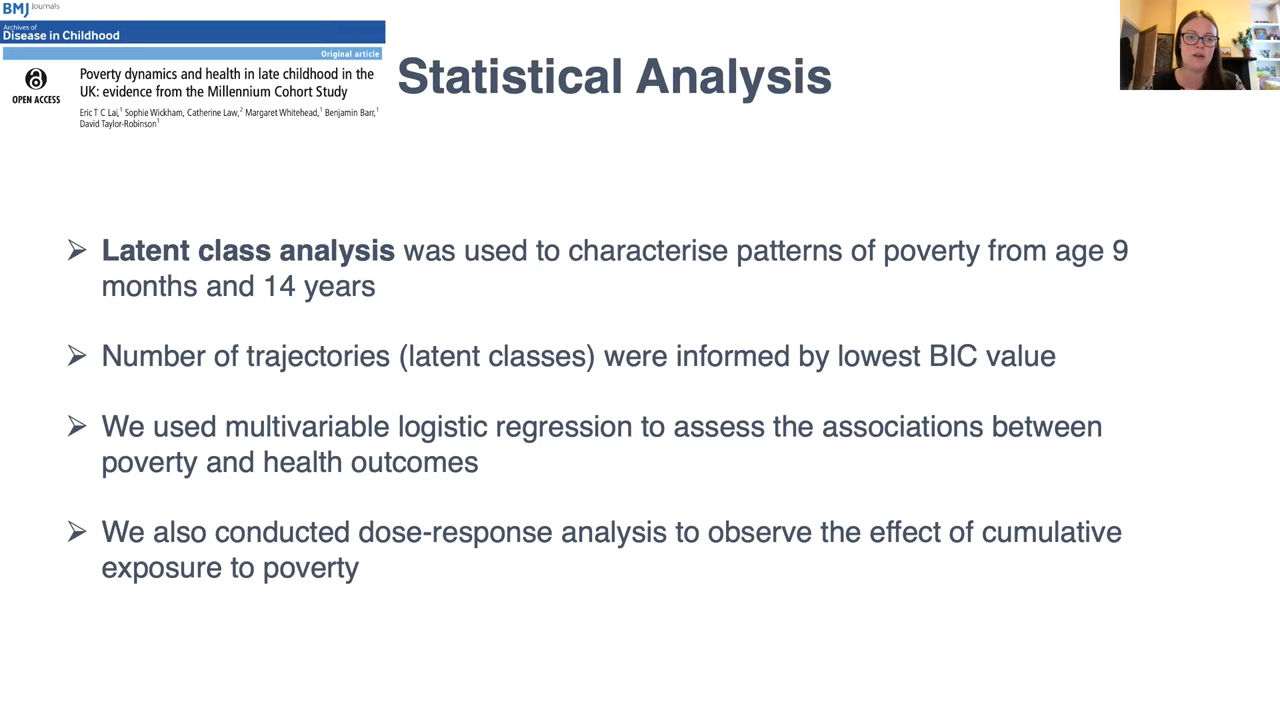 BMJ Journals
Archives of
Disease in Childhood
Original article
OPEN ACCESS
Poverty dynamics and health in late childhood in the
UK: evidence from the Millennium Cohort Study
Eric T C Lai,1 Sophie Wickham, Catherine Law,2 Margaret Whitehead,1 Benjamin Barr,1
David Taylor-Robinson1
Statistical Analysis
➢ Latent class analysis was used to characterise patterns of poverty from age 9
months and 14 years
➢ Number of trajectories (latent classes) were informed by lowest BIC value
➢ We used multivariable logistic regression to assess the associations between
poverty and health outcomes
➢ We also conducted dose-response analysis to observe the effect of cumulative
exposure to poverty